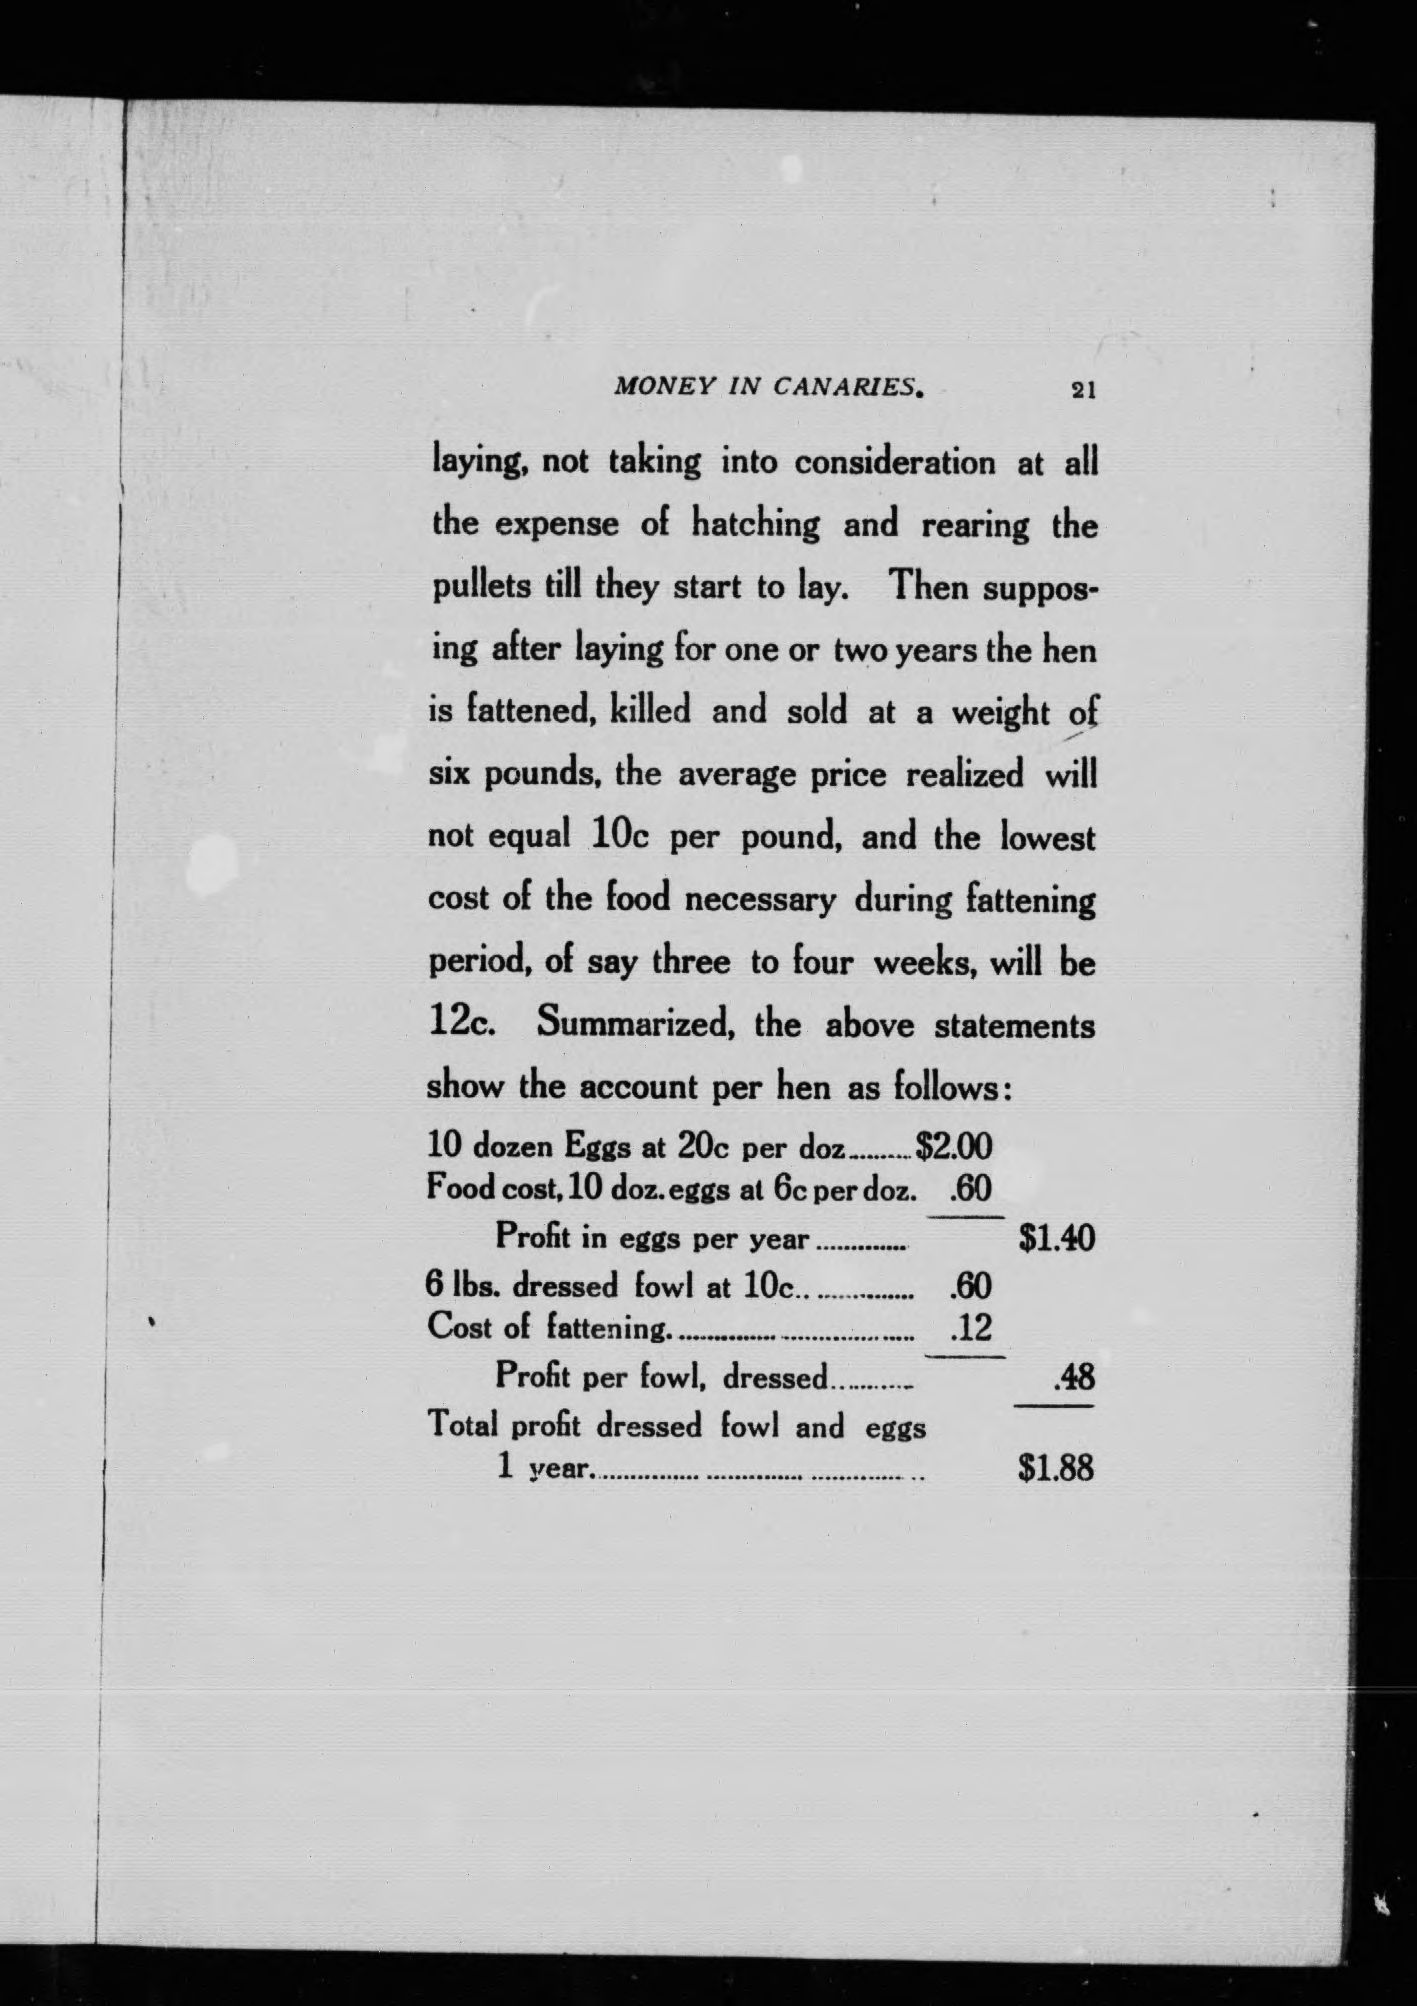 MONEY IN CANARIES. 21
laying, not taking into consideration at all
the expense of hatching and rearing the
pullets till they start to lay. Then suppos-
ing after laying for one or two years the hen
is fattened, killed and sold at a weight of
six pounds, the average price realized will
not equal 10c per pound, and the lowest
cost of the food necessary during fattening
period, of say three to four weeks, will be
12c. Summarized, the above statements
show the account per hen as follows:
10 dozen Eggs at 20c per doz.........$2.00
Food cost, 10 doz. eggs at 6c per doz. .60
Profit in eggs per year ............. $1.40
6 lbs. dressed fowl at 10c................ .60
Cost of fattening................................... .12
Profit per fowl, dressed............ .48
Total profit dressed fowl and eggs
1 year............................................... $1.88